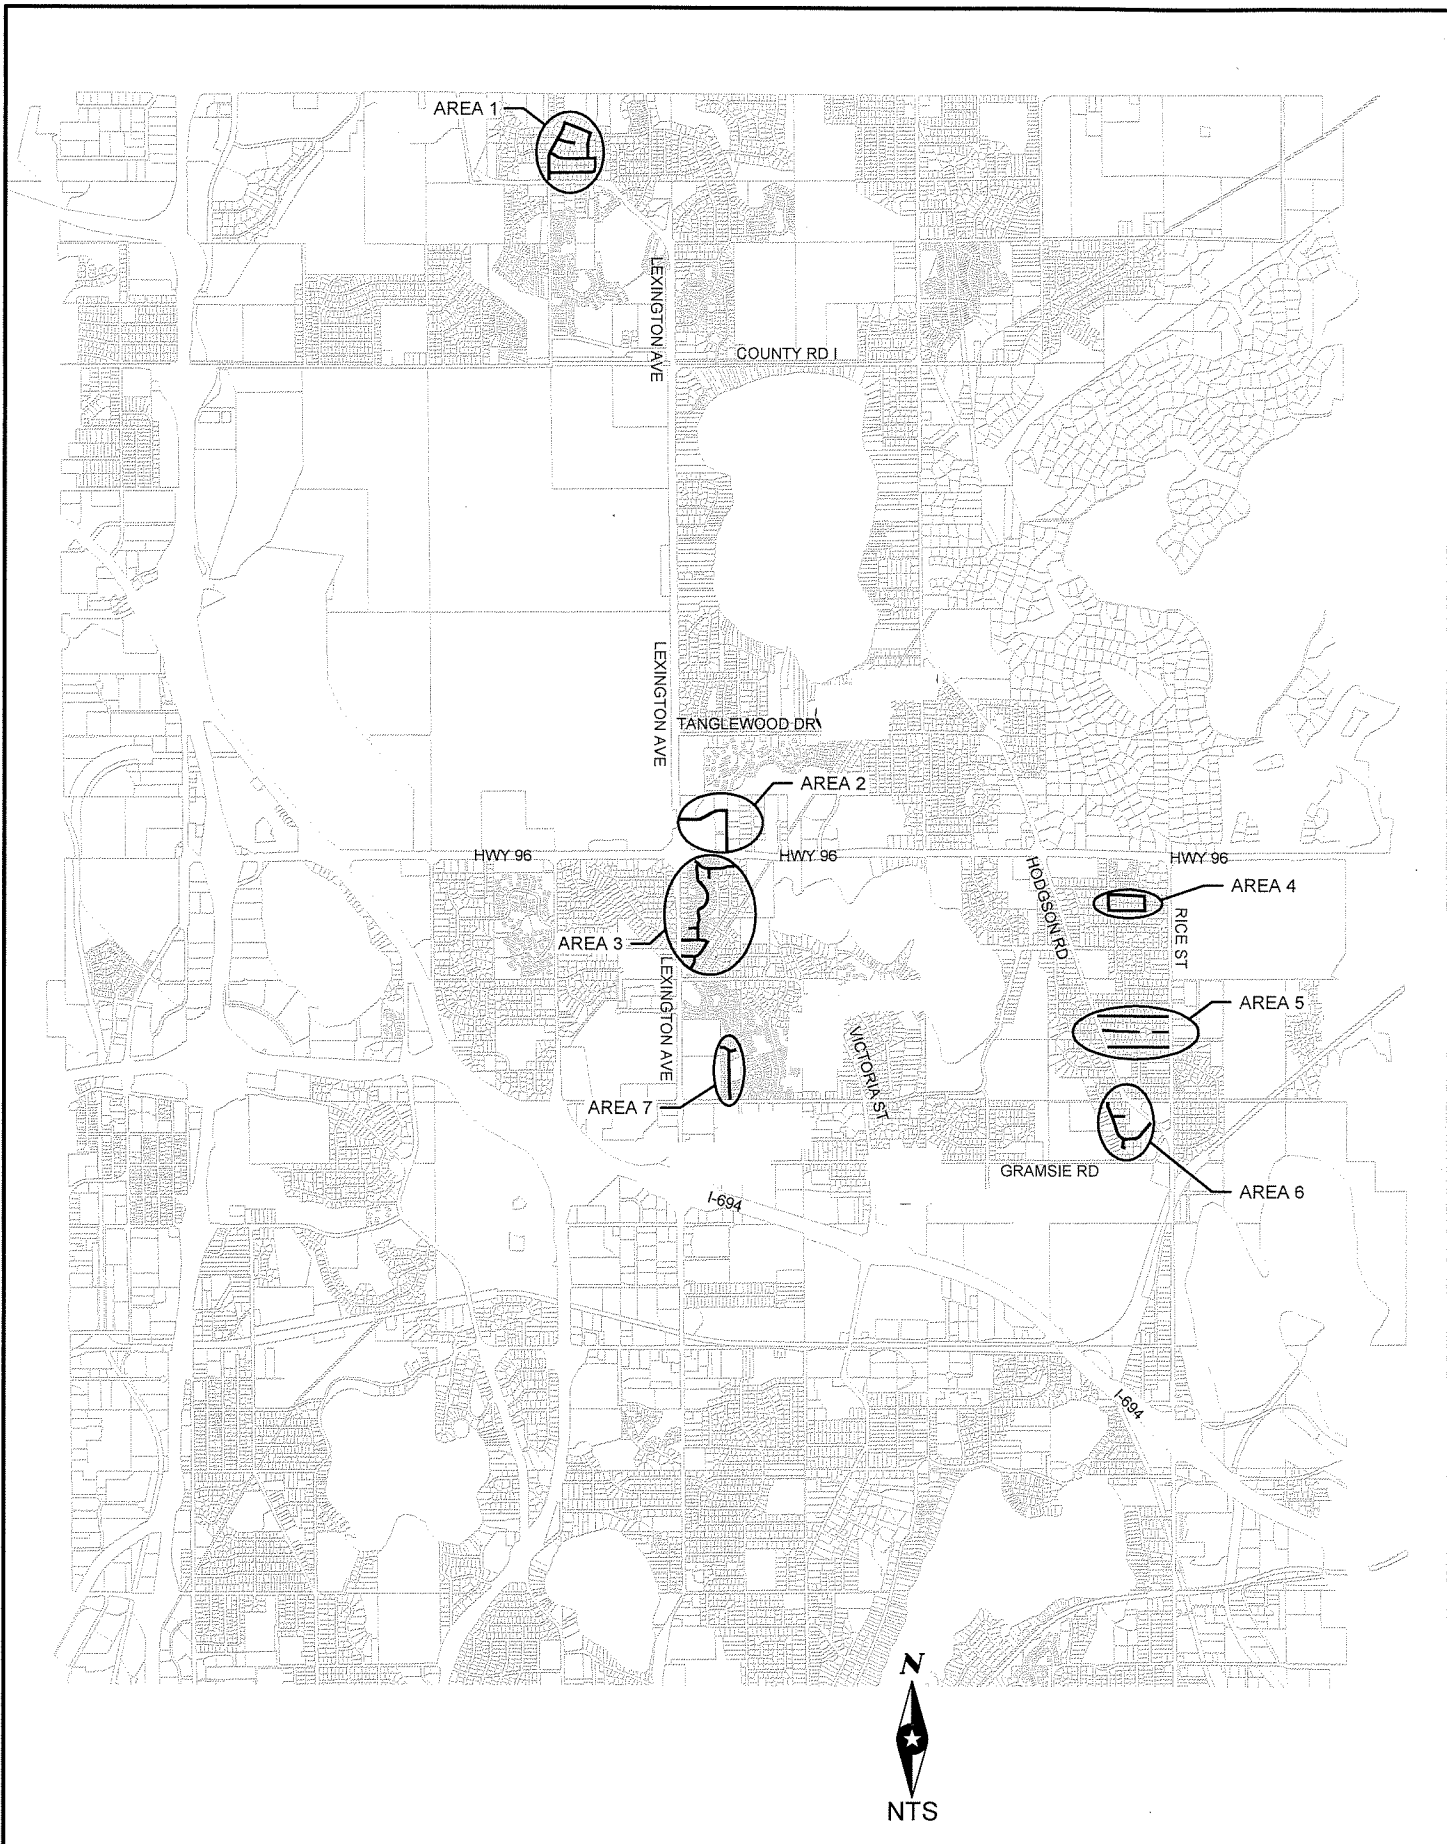 AREA 1
LEXINGTON AVE
COUNTY RD I
LEXINGTON AVE
TANGLEWOOD DR
AREA 2
HWY 96
HWY 96
HWY 96
HODGSON RD
AREA 4
RICE ST
AREA 3
LEXINGTON AVE
AREA 5
VICTORIA ST
AREA 7
GRAMSIE RD
AREA 6
I-694
I-694
N
NTS